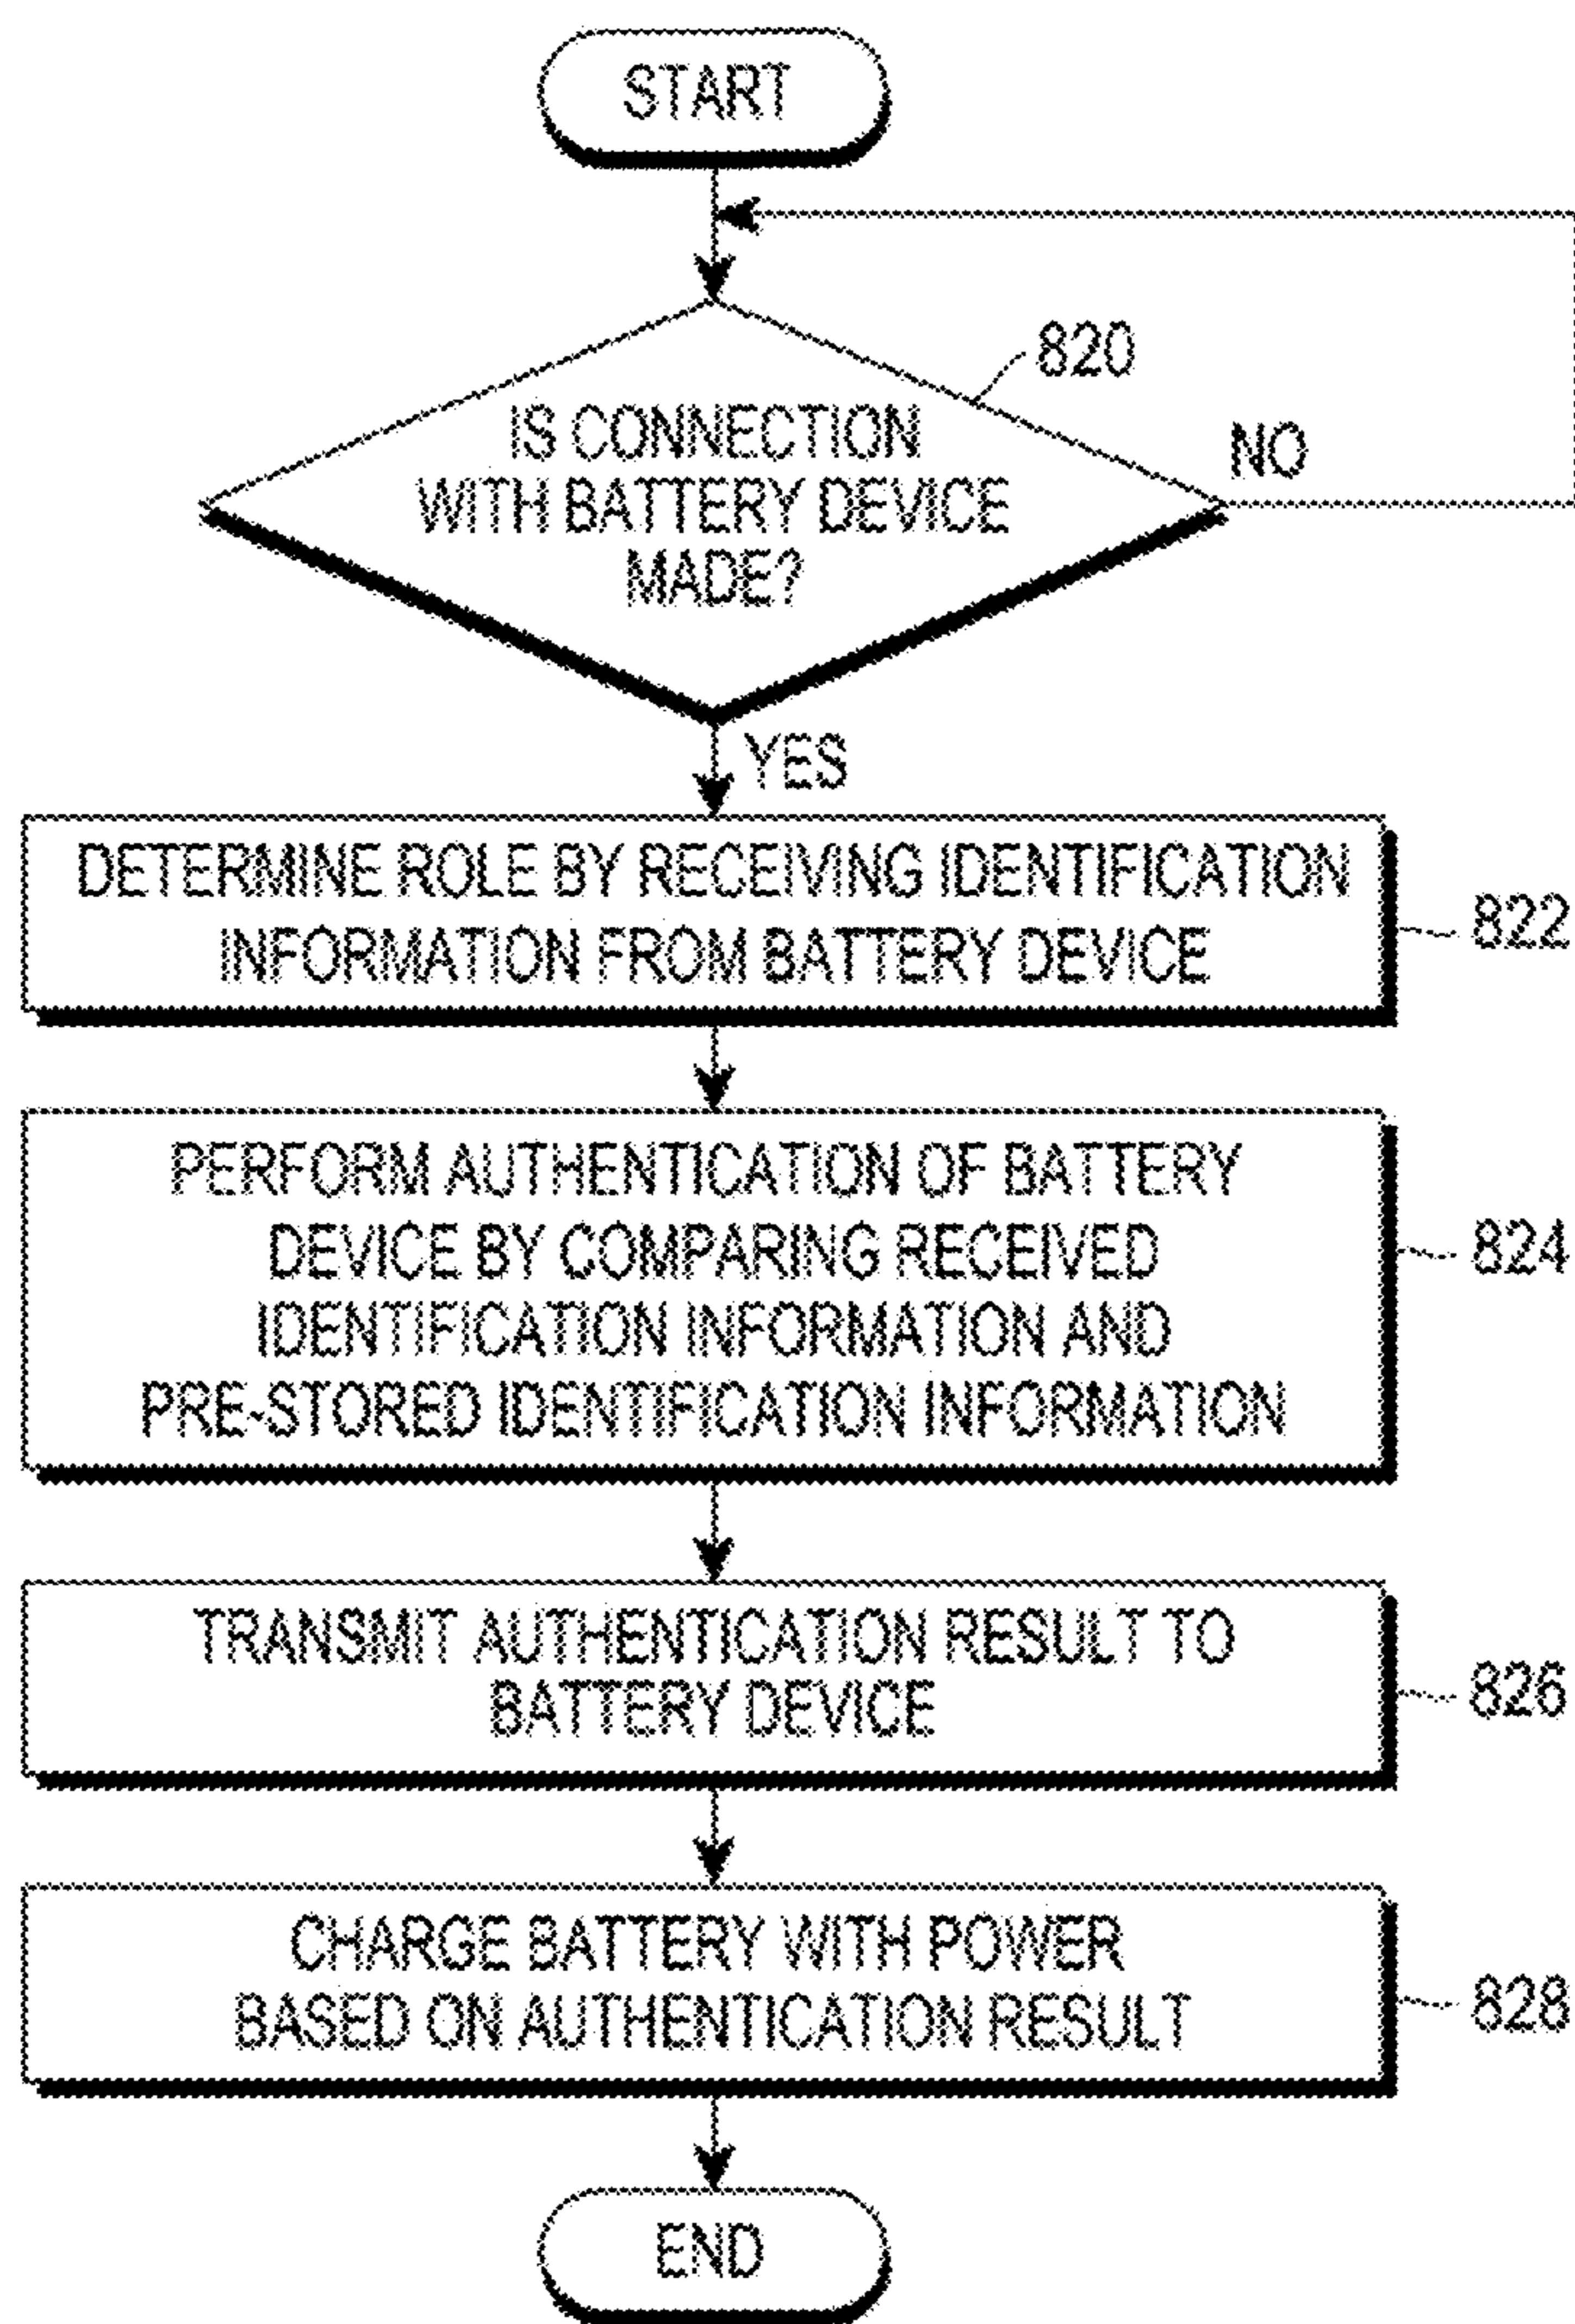 START
820
IS CONNECTION
WITH BATTERY DEVICE
MADE?
NO
YES
DETERMINE ROLE BY RECEIVING IDENTIFICATION
INFORMATION FROM BATTERY DEVICE
822
PERFORM AUTHENTICATION OF BATTERY
DEVICE BY COMPARING RECEIVED
IDENTIFICATION INFORMATION AND
PRE-STORED IDENTIFICATION INFORMATION
824
TRANSMIT AUTHENTICATION RESULT TO
BATTERY DEVICE
826
CHARGE BATTERY WITH POWER
BASED ON AUTHENTICATION RESULT
828
END